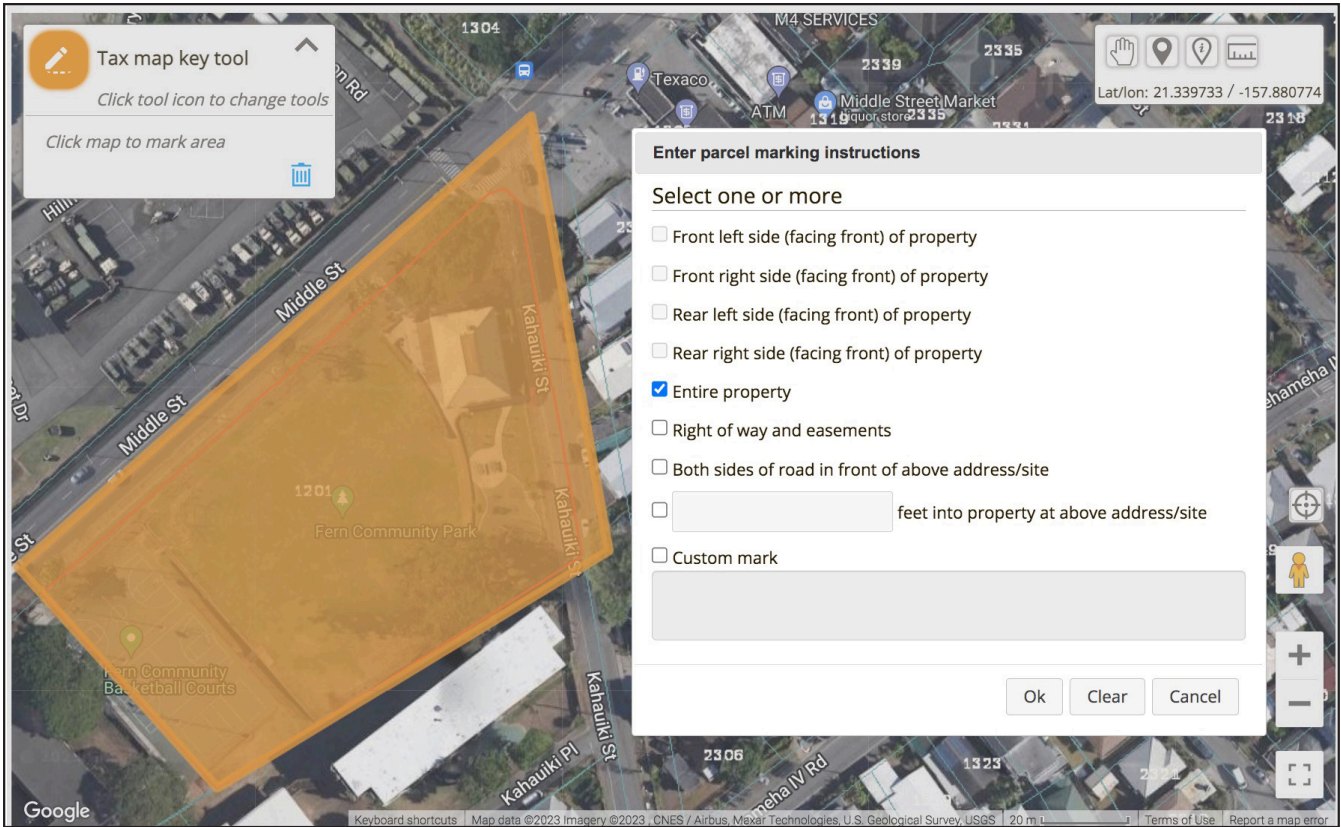 Tax map key tool
Click tool icon to change tools
Click map to mark area
1304
M4 SERVICES
2335
2339
Texaco
ATM
Middle Street Market
liquor store
1319
2335
2331
2318
Lat/lon: 21.339733 / -157.880774
Middle St
Middle St
Kahauiki St
Kahauiki St
Kahauiki St
Kahauiki Pl
1201
Fern Community Park
Fern Community
Basketball Courts
Enter parcel marking instructions
Select one or more
Front left side (facing front) of property
Front right side (facing front) of property
Rear left side (facing front) of property
Rear right side (facing front) of property
Entire property
Right of way and easements
Both sides of road in front of above address/site
feet into property at above address/site
Custom mark
Ok
Clear
Cancel
2306
1323
Google
Keyboard shortcuts
Map data ©2023 Imagery ©2023 , CNES / Airbus, Maxar Technologies, U.S. Geological Survey, USGS
20 m
Terms of Use
Report a map error